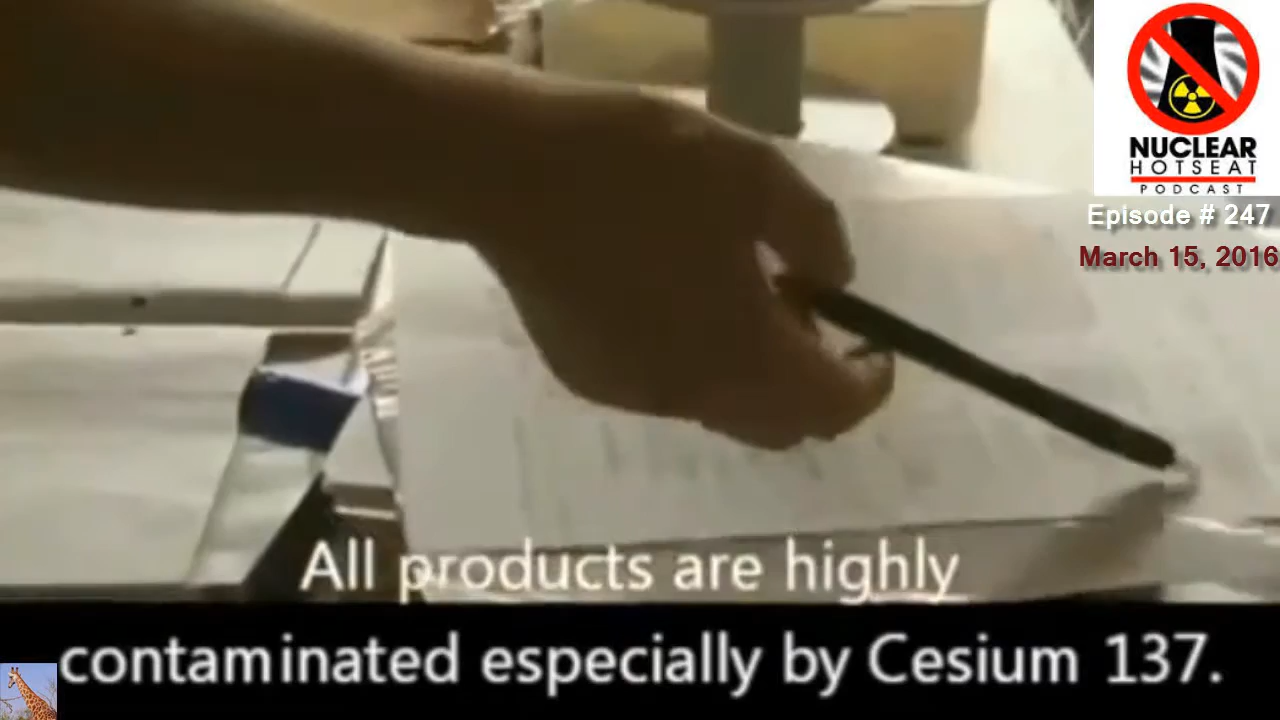 NUCLEAR
HOTSEAT
PODCAST
Episode # 247
March 15, 2016
All products are highly
contaminated especially by Cesium 137.